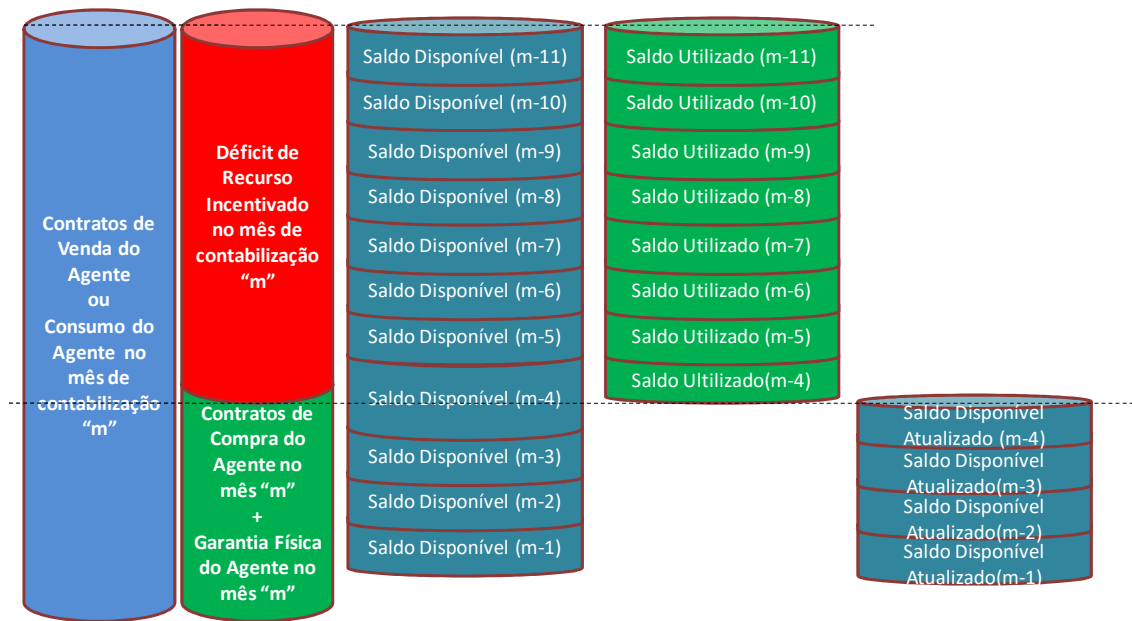 Contratos de
Venda do
Agente
ou
Consumo do
Agente no
mês de
contabilização
“m”
Déficit de
Recurso
Incentivado
no mês de
contabilização
“m”
Contratos de
Compra do
Agente no
mês “m”
+
Garantia Física
do Agente no
mês “m”
Saldo Disponível (m-11)
Saldo Disponível (m-10)
Saldo Disponível (m-9)
Saldo Disponível (m-8)
Saldo Disponível (m-7)
Saldo Disponível (m-6)
Saldo Disponível (m-5)
Saldo Disponível (m-4)
Saldo Disponível (m-3)
Saldo Disponível (m-2)
Saldo Disponível (m-1)
Saldo Utilizado (m-11)
Saldo Utilizado (m-10)
Saldo Utilizado (m-9)
Saldo Utilizado (m-8)
Saldo Utilizado (m-7)
Saldo Utilizado (m-6)
Saldo Utilizado (m-5)
Saldo Ultilizado(m-4)
Saldo Disponível
Atualizado (m-4)
Saldo Disponível
Atualizado(m-3)
Saldo Disponível
Atualizado(m-2)
Saldo Disponível
Atualizado(m-1)